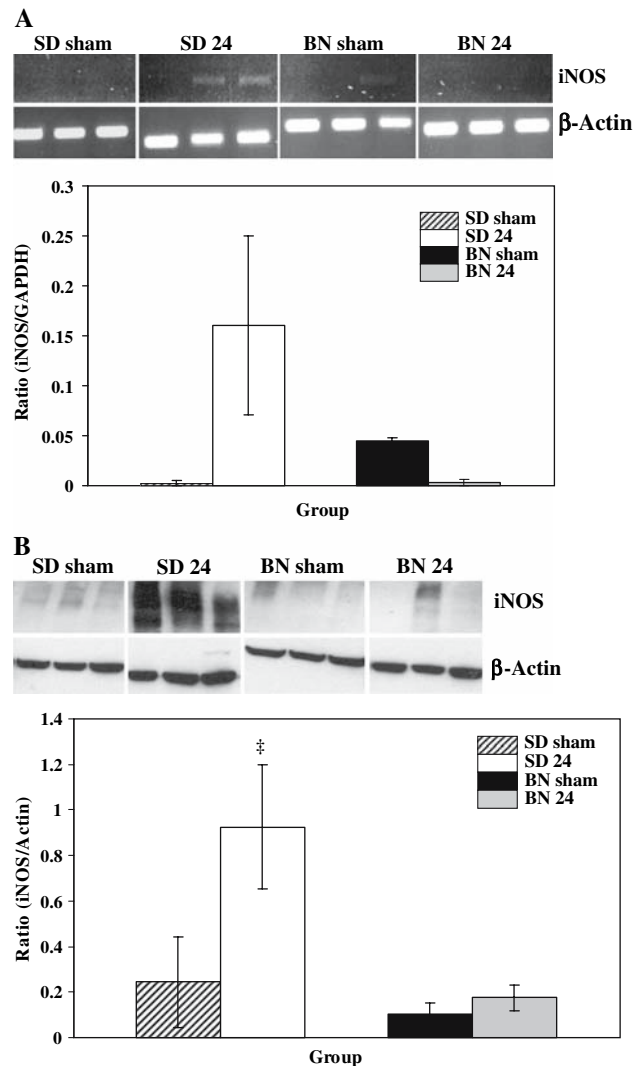 A
SD sham SD 24 BN sham BN 24
iNOS
β-Actin
0.3
0.25
0.2
0.15
0.1
0.05
0
Ratio (iNOS/GAPDH)
SD sham
SD 24
BN sham
BN 24
Group
B
SD sham SD 24 BN sham BN 24
iNOS
β-Actin
1.4
1.2
1
0.8
0.6
0.4
0.2
0
Ratio (iNOS/Actin)
‡
SD sham
SD 24
BN sham
BN 24
Group